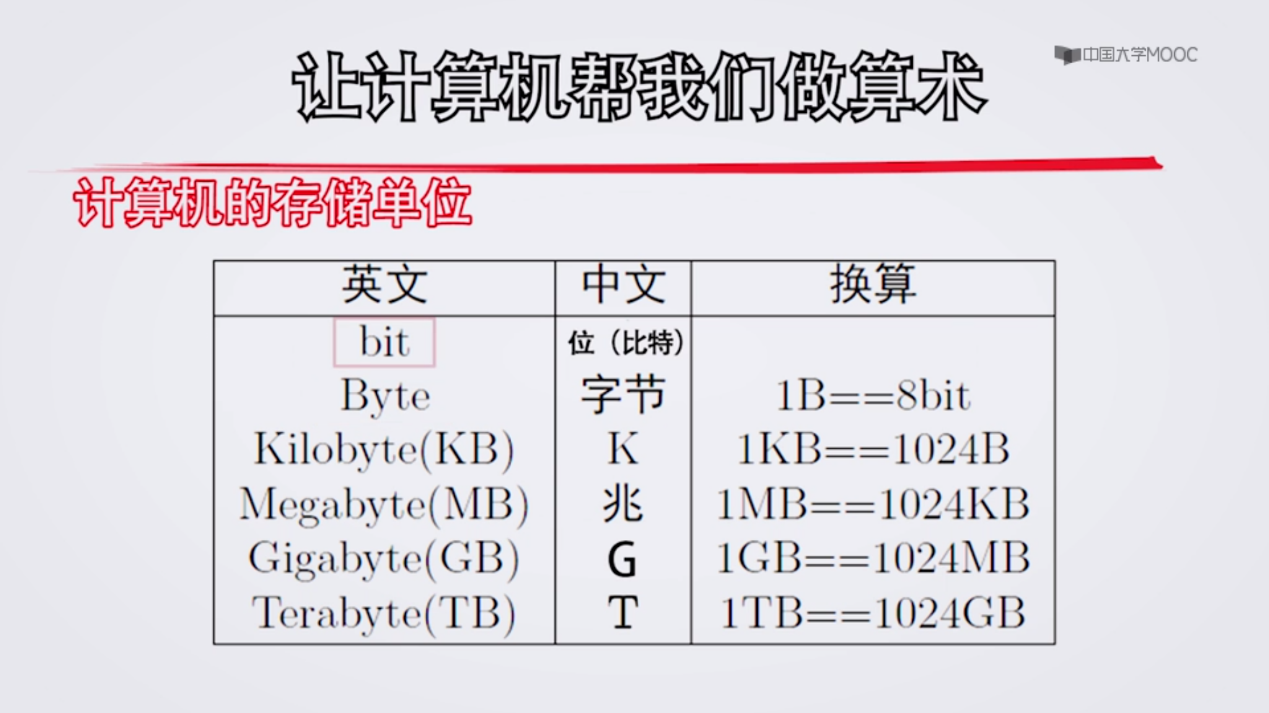 中国大学MOOC
让计算机帮我们做算术
计算机的存储单位
英文 中文 换算
bit 位（比特）
Byte 字节 1B==8bit
Kilobyte(KB) K 1KB==1024B
Megabyte(MB) 兆 1MB==1024KB
Gigabyte(GB) G 1GB==1024MB
Terabyte(TB) T 1TB==1024GB